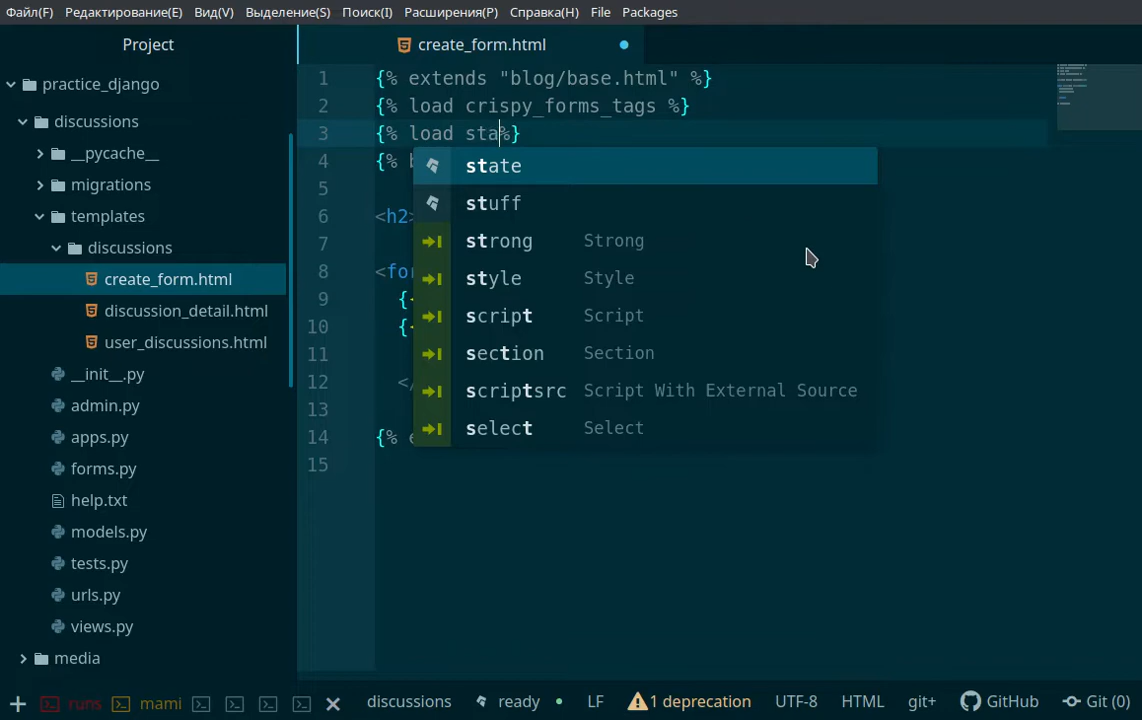 Файл(F) Редактирование(E) Вид(V) Выделение(S) Поиск(I) Расширения(P) Справка(H) File Packages
Project
create_form.html
practice_django
discussions
__pycache__
migrations
templates
discussions
create_form.html
discussion_detail.html
user_discussions.html
__init__.py
admin.py
apps.py
forms.py
help.txt
models.py
tests.py
urls.py
views.py
media
1 {% extends "blog/base.html" %}
2 {% load crispy_forms_tags %}
3 {% load sta%}
4 {%
5
6 <h2
7
8 <for
9 {
10 {
11
12 </
13
14 {% e
15
state
stuff
strong Strong
style Style
script Script
section Section
scriptsrc Script With External Source
select Select
runs mami discussions ready LF 1 deprecation UTF-8 HTML git+ GitHub Git (0)